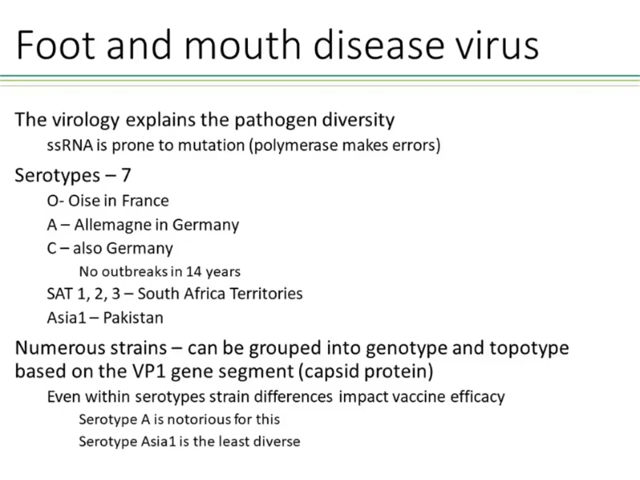 Foot and mouth disease virus
The virology explains the pathogen diversity
ssRNA is prone to mutation (polymerase makes errors)
Serotypes – 7
O- Oise in France
A – Allemagne in Germany
C – also Germany
No outbreaks in 14 years
SAT 1, 2, 3 – South Africa Territories
Asia1 – Pakistan
Numerous strains – can be grouped into genotype and topotype
based on the VP1 gene segment (capsid protein)
Even within serotypes strain differences impact vaccine efficacy
Serotype A is notorious for this
Serotype Asia1 is the least diverse